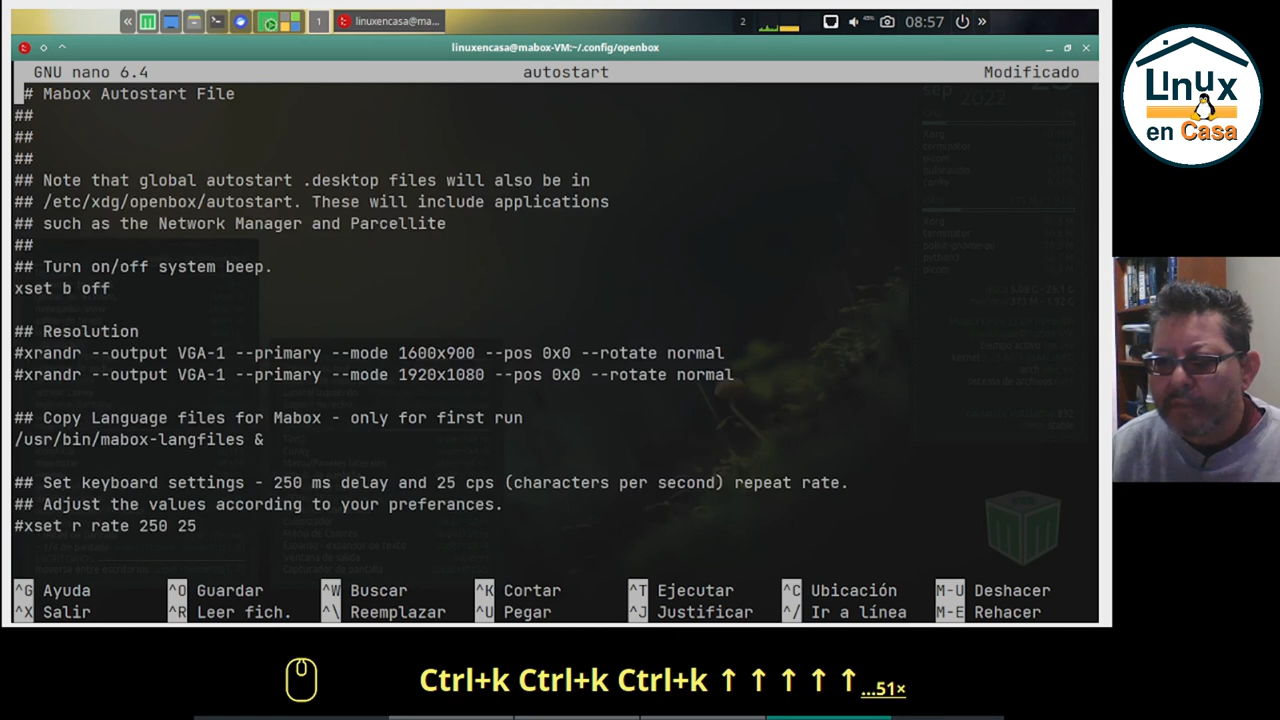 «
1
linuxencasa@ma...
2
45%
08:57
»
linuxencasa@mabox-VM:~/.config/openbox
GNU nano 6.4 autostart Modificado
# Mabox Autostart File
##
##
##
## Note that global autostart .desktop files will also be in
## /etc/xdg/openbox/autostart. These will include applications
## such as the Network Manager and Parcellite
##
## Turn on/off system beep.
xset b off
## Resolution
#xrandr --output VGA-1 --primary --mode 1600x900 --pos 0x0 --rotate normal
#xrandr --output VGA-1 --primary --mode 1920x1080 --pos 0x0 --rotate normal
## Copy Language files for Mabox - only for first run
/usr/bin/mabox-langfiles &
## Set keyboard settings - 250 ms delay and 25 cps (characters per second) repeat rate.
## Adjust the values according to your preferances.
#xset r rate 250 25
^G Ayuda ^O Guardar ^W Buscar ^K Cortar ^T Ejecutar ^C Ubicación M-U Deshacer
^X Salir ^R Leer fich. ^\ Reemplazar ^U Pegar ^J Justificar ^/ Ir a línea M-E Rehacer
sep
2022
Linux
en Casa
Ctrl+k Ctrl+k Ctrl+k ↑ ↑ ↑ ↑ ↑ ...51×